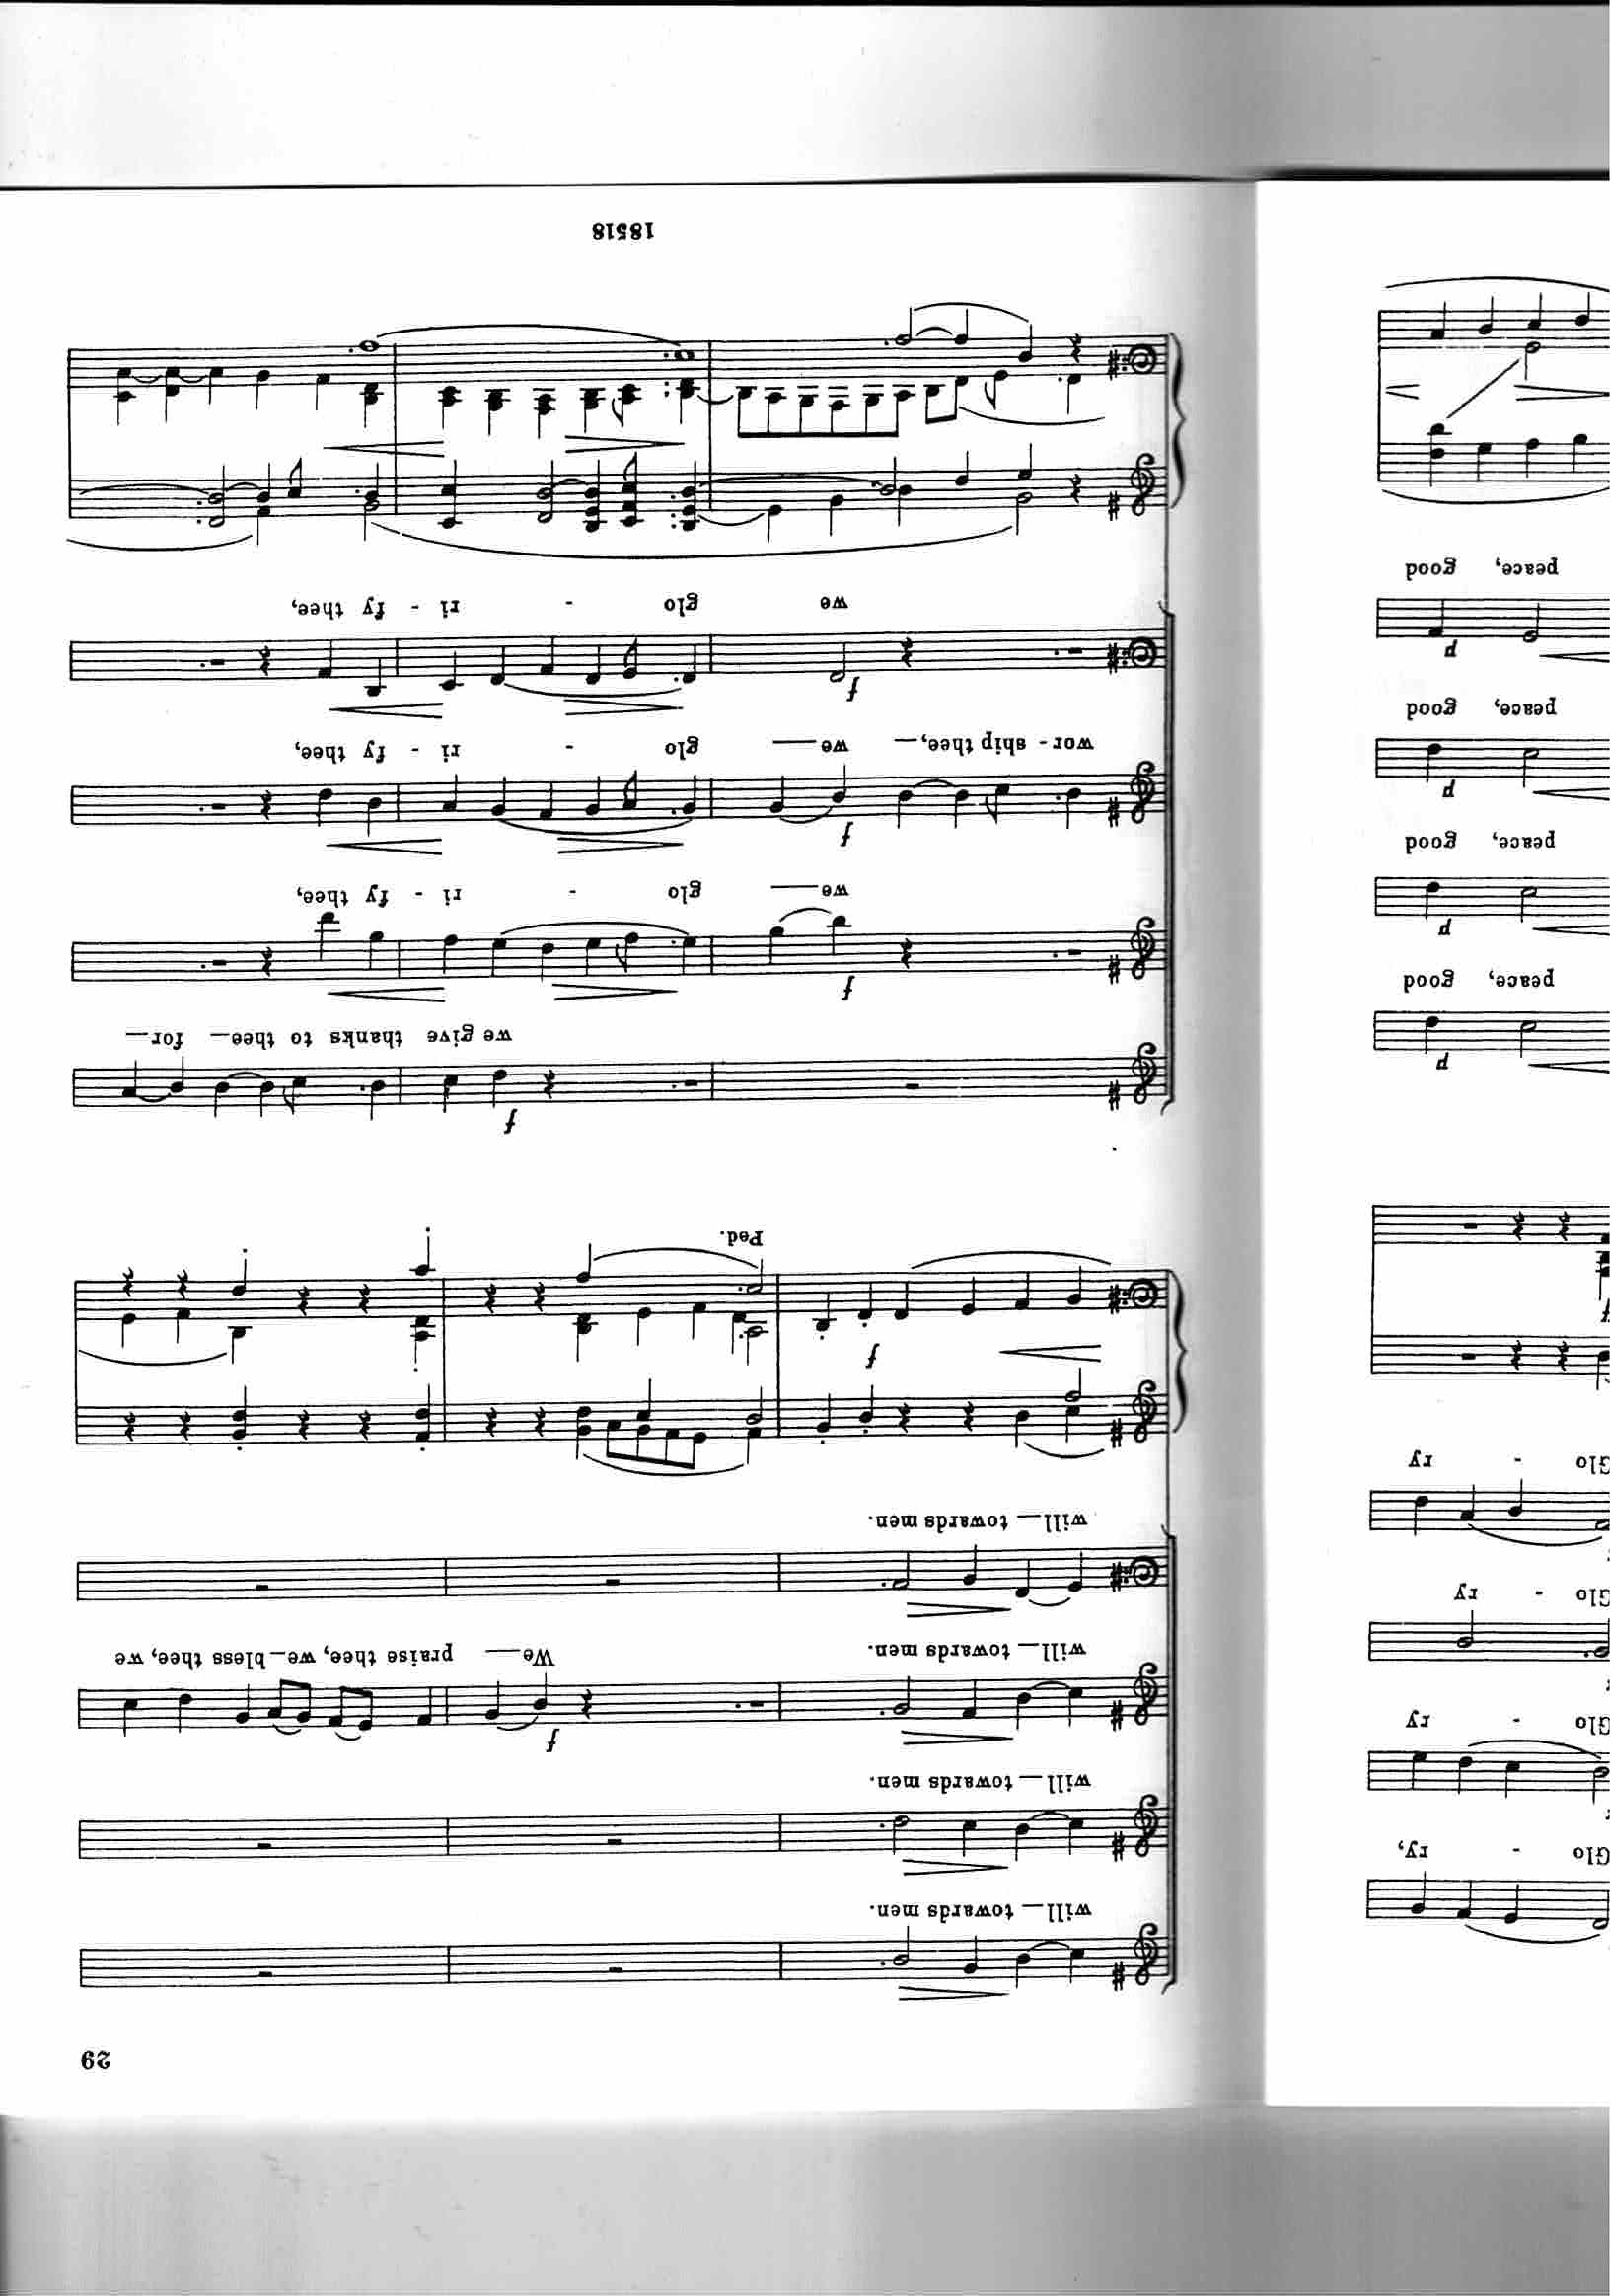 Glo - ry,
Glo - ry
Glo - ry
Glo - ry
p
peace, good
p
peace, good
p
peace, good
p
peace, good
29
will — towards men.
will — towards men.
f
will — towards men. We — praise thee, we — bless thee, we
will — towards men.
f
Ped.
f
we give thanks to thee — for —
f
we — glo - ri - fy thee,
f
wor - ship thee, — we — glo - ri - fy thee,
f
we glo - ri - fy thee,
18518